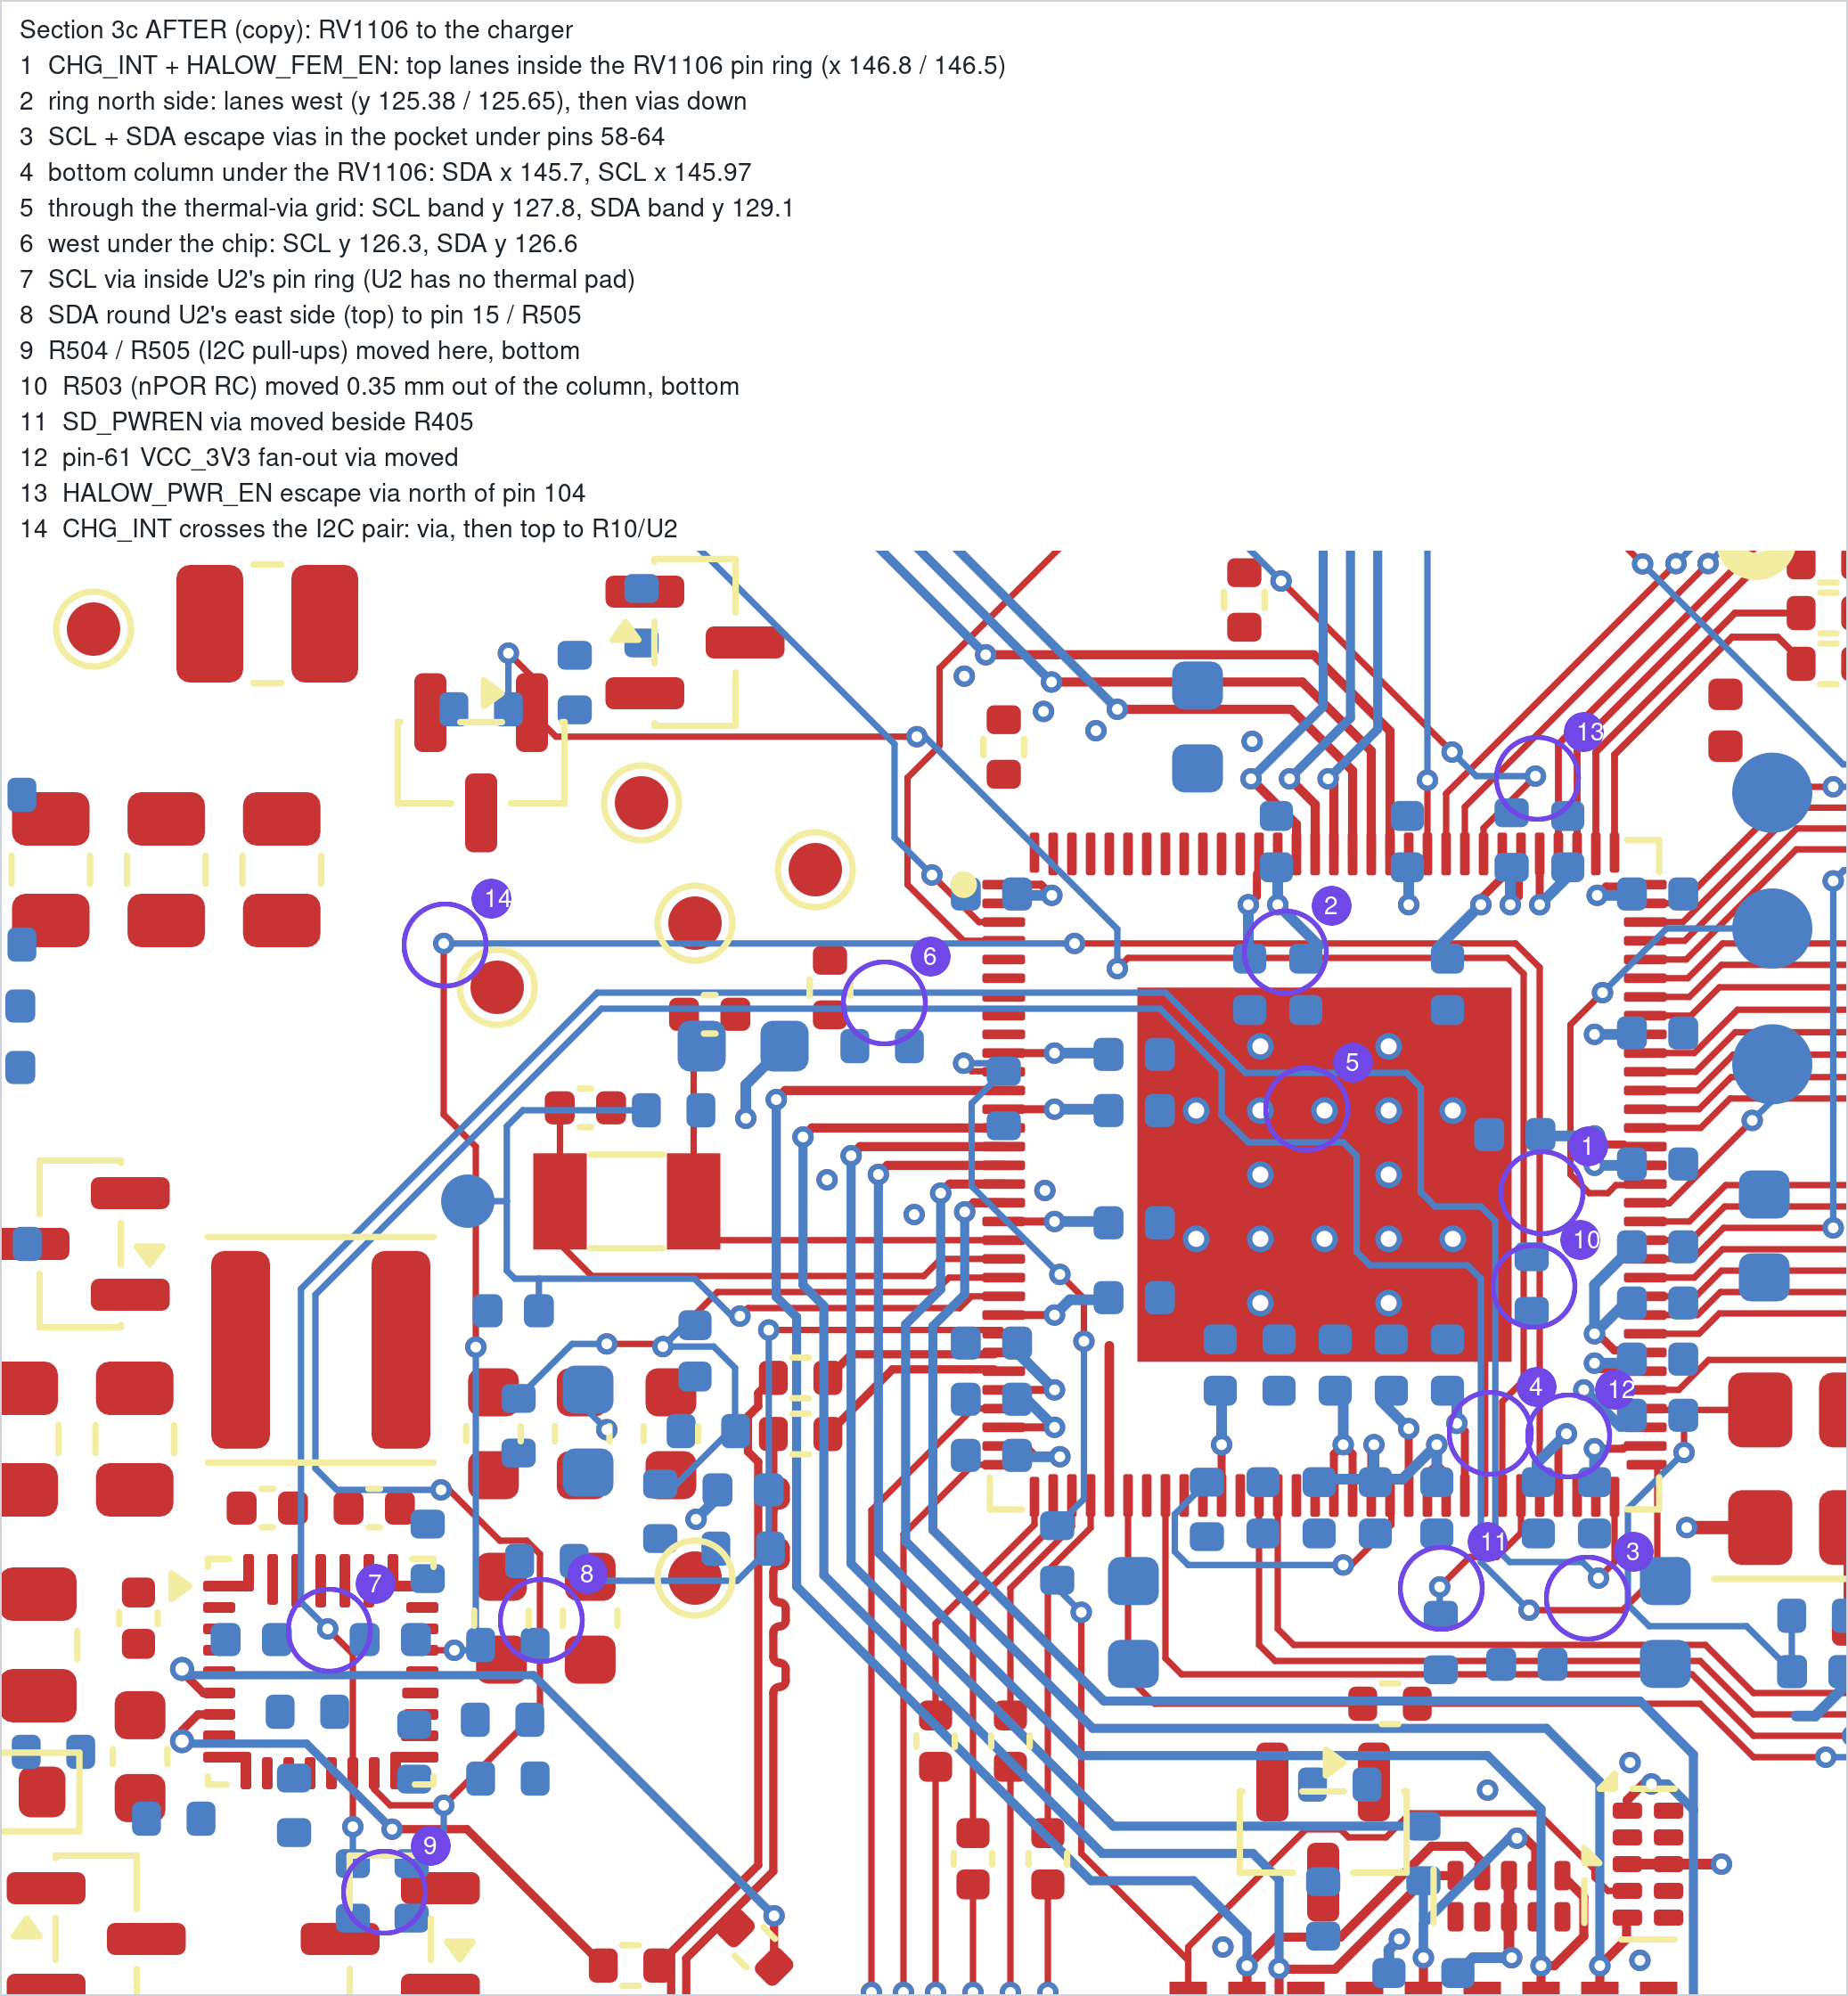 Section 3c AFTER (copy): RV1106 to the charger
1 CHG_INT + HALOW_FEM_EN: top lanes inside the RV1106 pin ring (x 146.8 / 146.5)
2 ring north side: lanes west (y 125.38 / 125.65), then vias down
3 SCL + SDA escape vias in the pocket under pins 58-64
4 bottom column under the RV1106: SDA x 145.7, SCL x 145.97
5 through the thermal-via grid: SCL band y 127.8, SDA band y 129.1
6 west under the chip: SCL y 126.3, SDA y 126.6
7 SCL via inside U2's pin ring (U2 has no thermal pad)
8 SDA round U2's east side (top) to pin 15 / R505
9 R504 / R505 (I2C pull-ups) moved here, bottom
10 R503 (nPOR RC) moved 0.35 mm out of the column, bottom
11 SD_PWREN via moved beside R405
12 pin-61 VCC_3V3 fan-out via moved
13 HALOW_PWR_EN escape via north of pin 104
14 CHG_INT crosses the I2C pair: via, then top to R10/U2
13
14
2
6
5
1
10
4
12
11
3
7
8
9